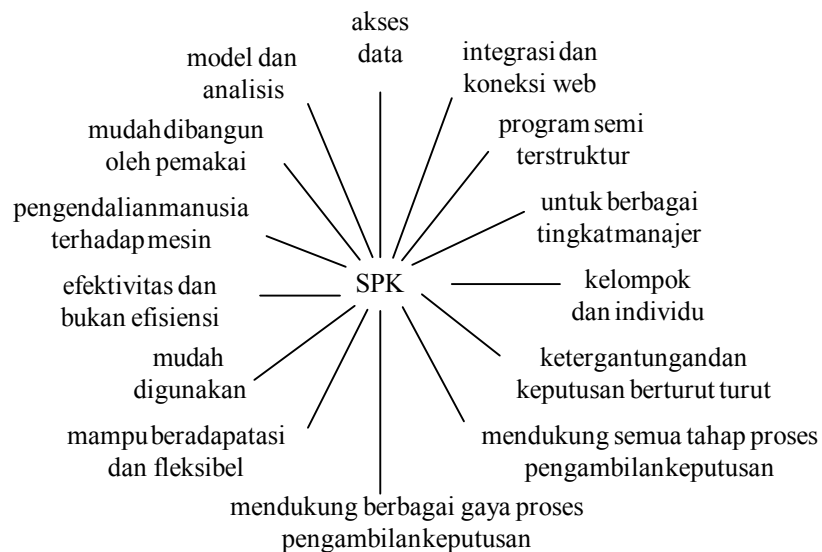 akses
data
integrasi dan
koneksi web
program semi
terstruktur
untuk berbagai
tingkat manajer
kelompok
dan individu
ketergantungan dan
keputusan berturut turut
mendukung semua tahap proses
pengambilan keputusan
mendukung berbagai gaya proses
pengambilan keputusan
mampu beradapatasi
dan fleksibel
mudah
digunakan
efektivitas dan
bukan efisiensi
pengendalian manusia
terhadap mesin
mudah dibangun
oleh pemakai
model dan
analisis
SPK